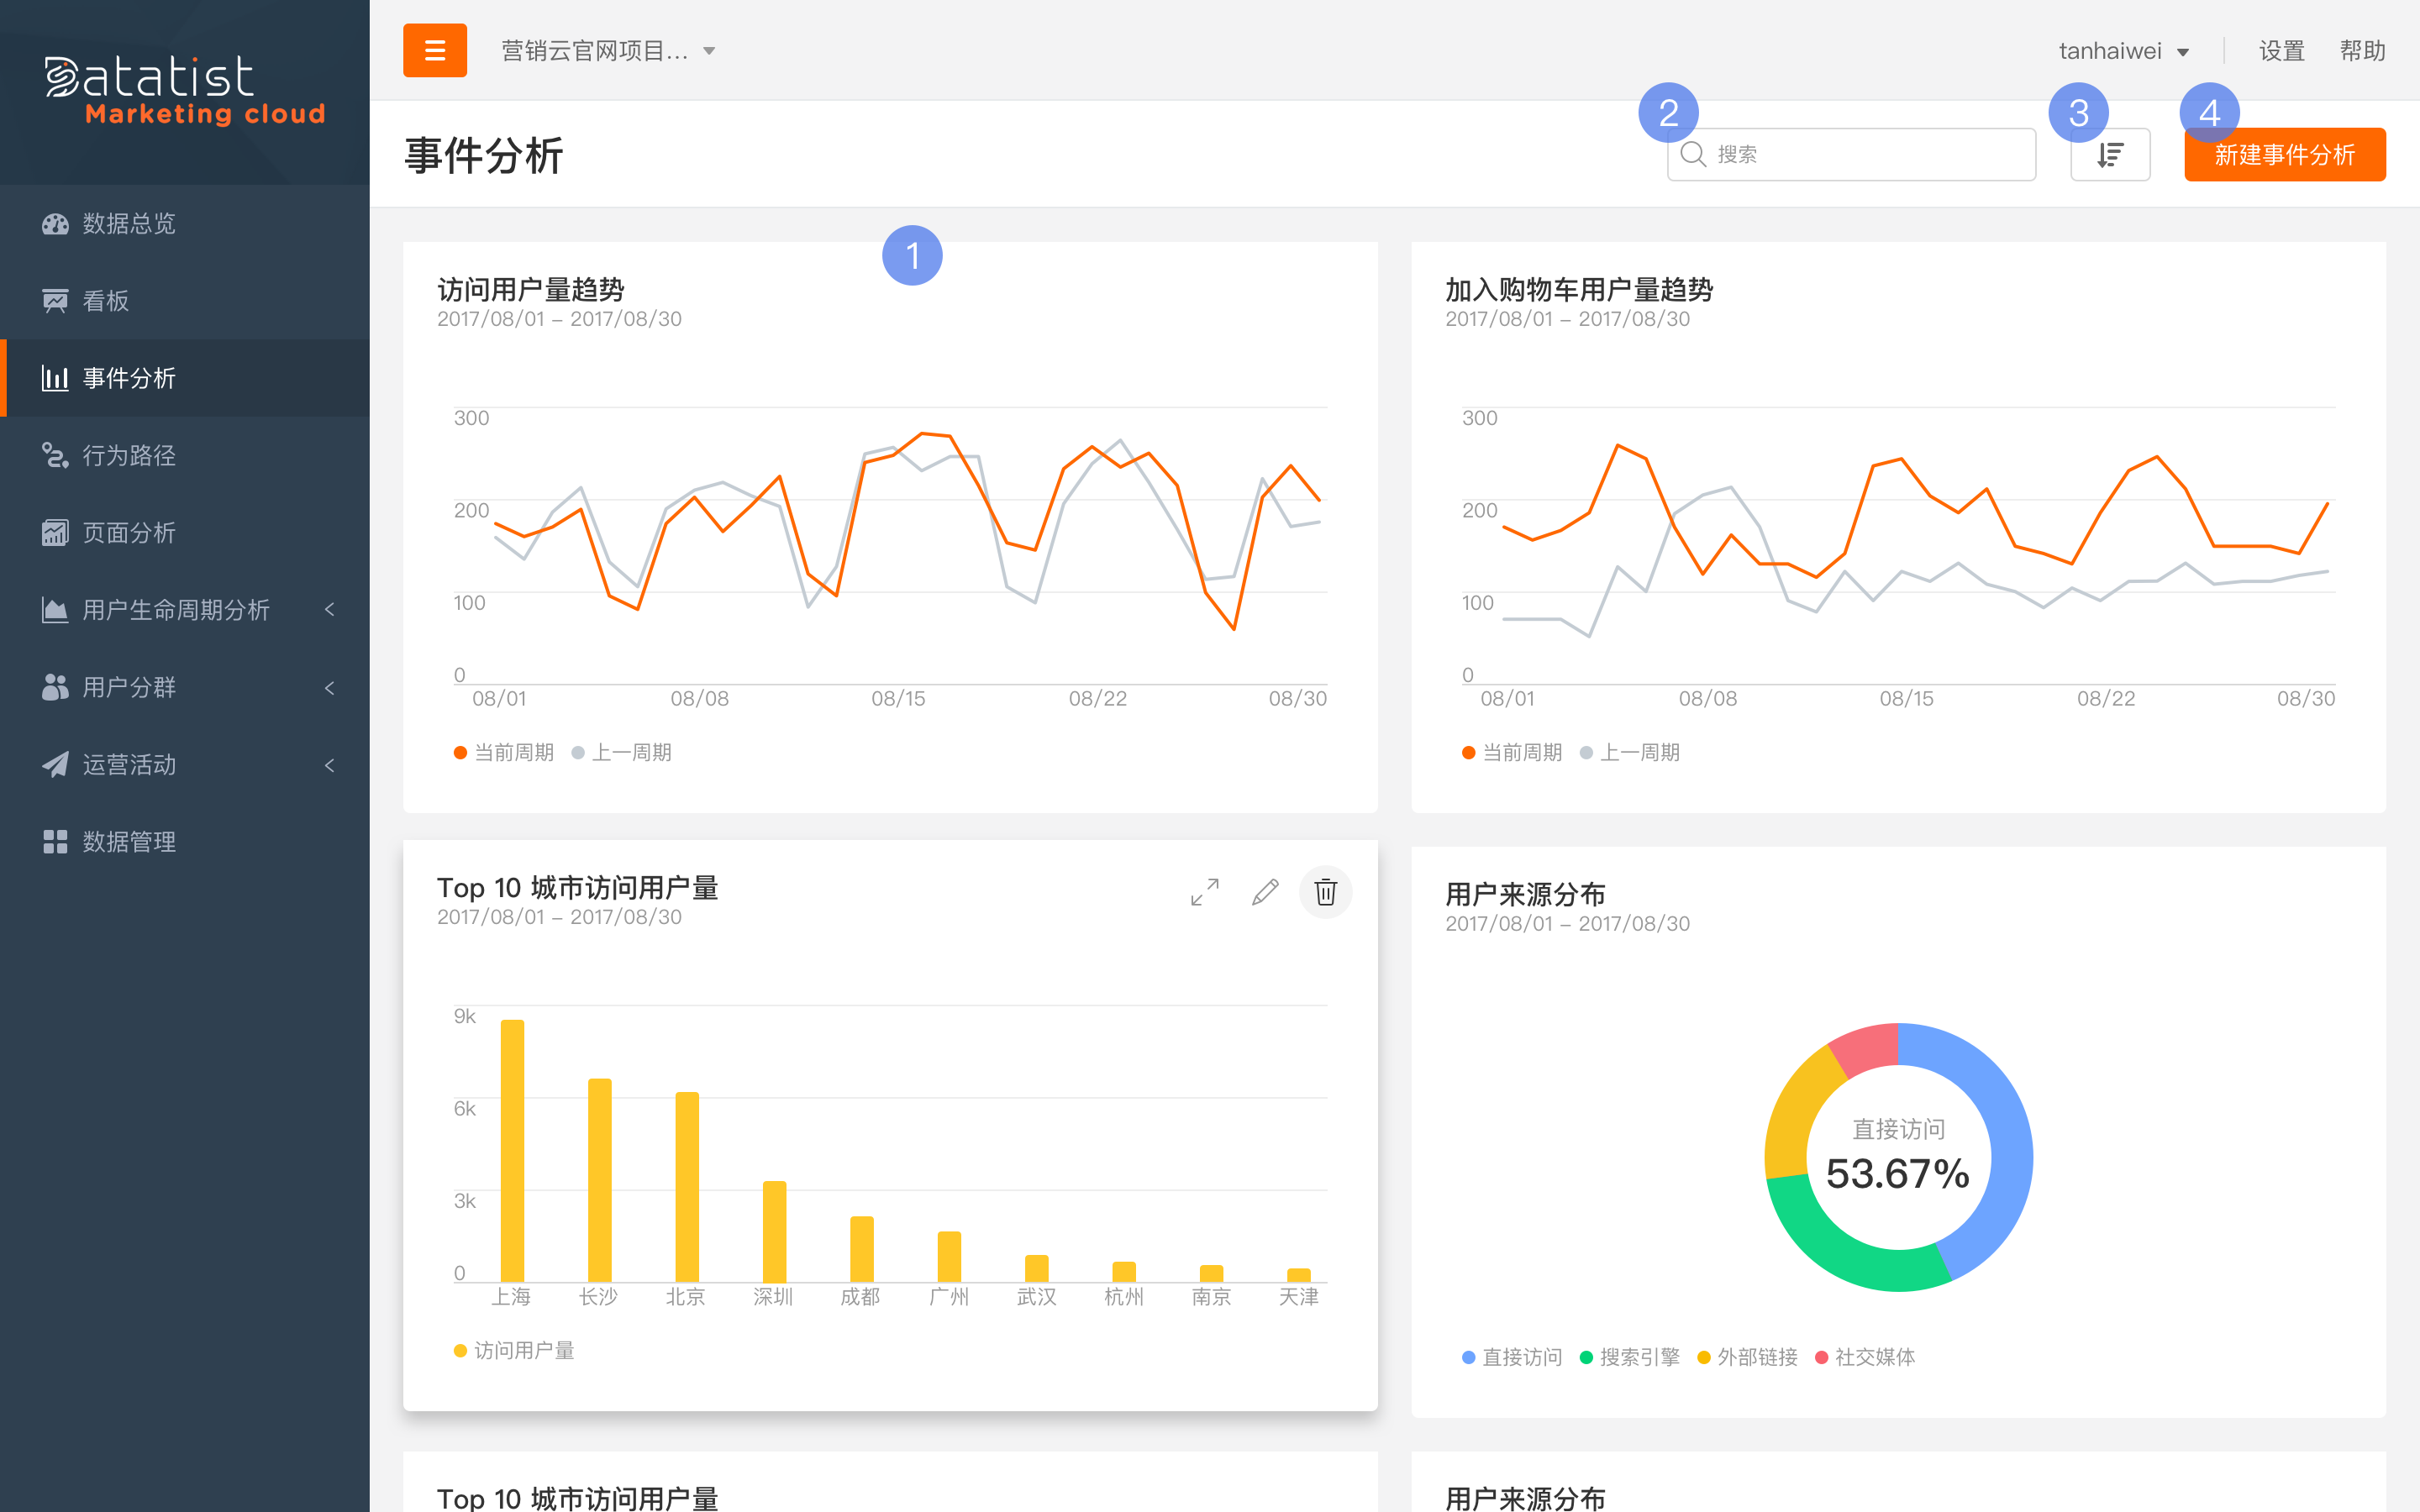 Datatist
Marketing cloud
数据总览
看板
事件分析
行为路径
页面分析
用户生命周期分析
用户分群
运营活动
数据管理
营销云官网项目...
tanhaiwei
设置
帮助
事件分析
2
搜索
3
4
新建事件分析
1
访问用户量趋势
2017/08/01 – 2017/08/30
300
200
100
0
08/01 08/08 08/15 08/22 08/30
当前周期 上一周期
加入购物车用户量趋势
2017/08/01 – 2017/08/30
300
200
100
0
08/01 08/08 08/15 08/22 08/30
当前周期 上一周期
Top 10 城市访问用户量
2017/08/01 – 2017/08/30
9k
6k
3k
0
上海 长沙 北京 深圳 成都 广州 武汉 杭州 南京 天津
访问用户量
用户来源分布
2017/08/01 – 2017/08/30
直接访问
53.67%
直接访问 搜索引擎 外部链接 社交媒体
Top 10 城市访问用户量
用户来源分布